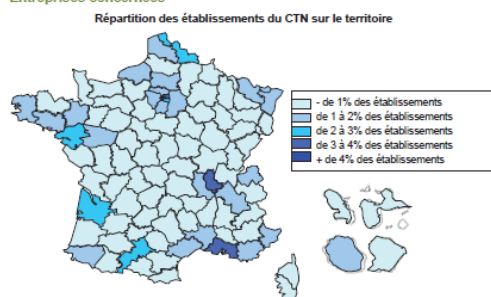 Entreprises concernées
Répartition des établissements du CTN sur le territoire
- de 1% des établissements
de 1 à 2% des établissements
de 2 à 3% des établissements
de 3 à 4% des établissements
+ de 4% des établissements